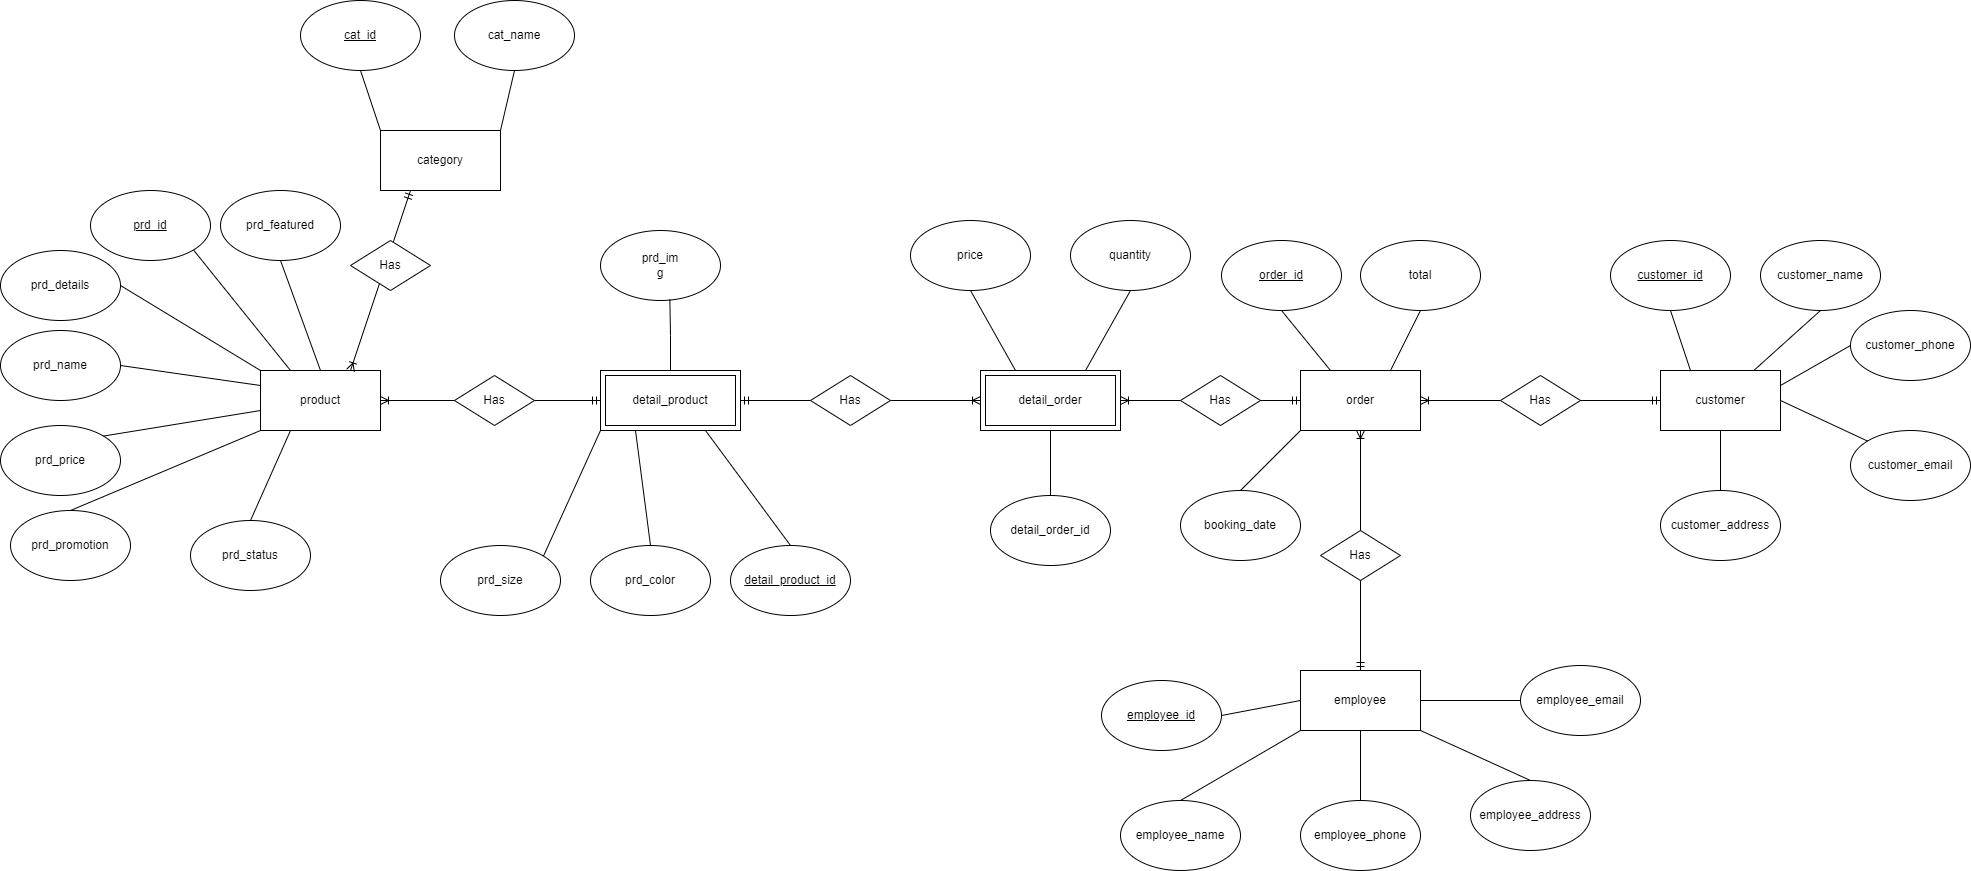 cat_id
cat_name
category
prd_id
prd_featured
Has
prd_details
prd_im
g
price
quantity
order_id
total
customer_id
customer_name
customer_phone
prd_name
product
Has
detail_product
Has
detail_order
Has
order
Has
customer
prd_price
customer_email
prd_promotion
prd_status
prd_size
prd_color
detail_product_id
detail_order_id
booking_date
customer_address
Has
employee_id
employee
employee_email
employee_name
employee_phone
employee_address